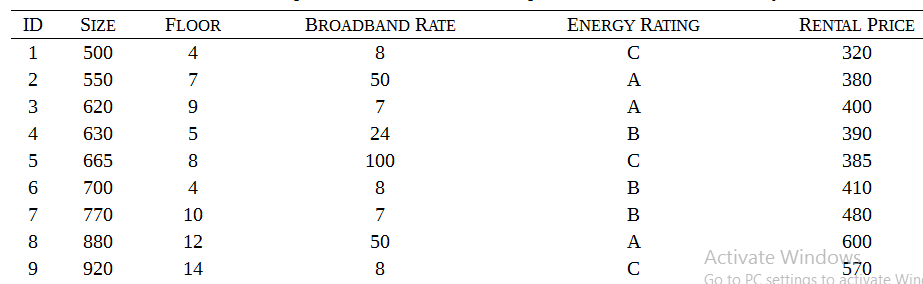 ID SIZE FLOOR BROADBAND RATE ENERGY RATING RENTAL PRICE
1 500 4 8 C 320
2 550 7 50 A 380
3 620 9 7 A 400
4 630 5 24 B 390
5 665 8 100 C 385
6 700 4 8 B 410
7 770 10 7 B 480
8 880 12 50 A 600
Activate Windows
9 920 14 8 C 570
Go to PC settings to activate Win